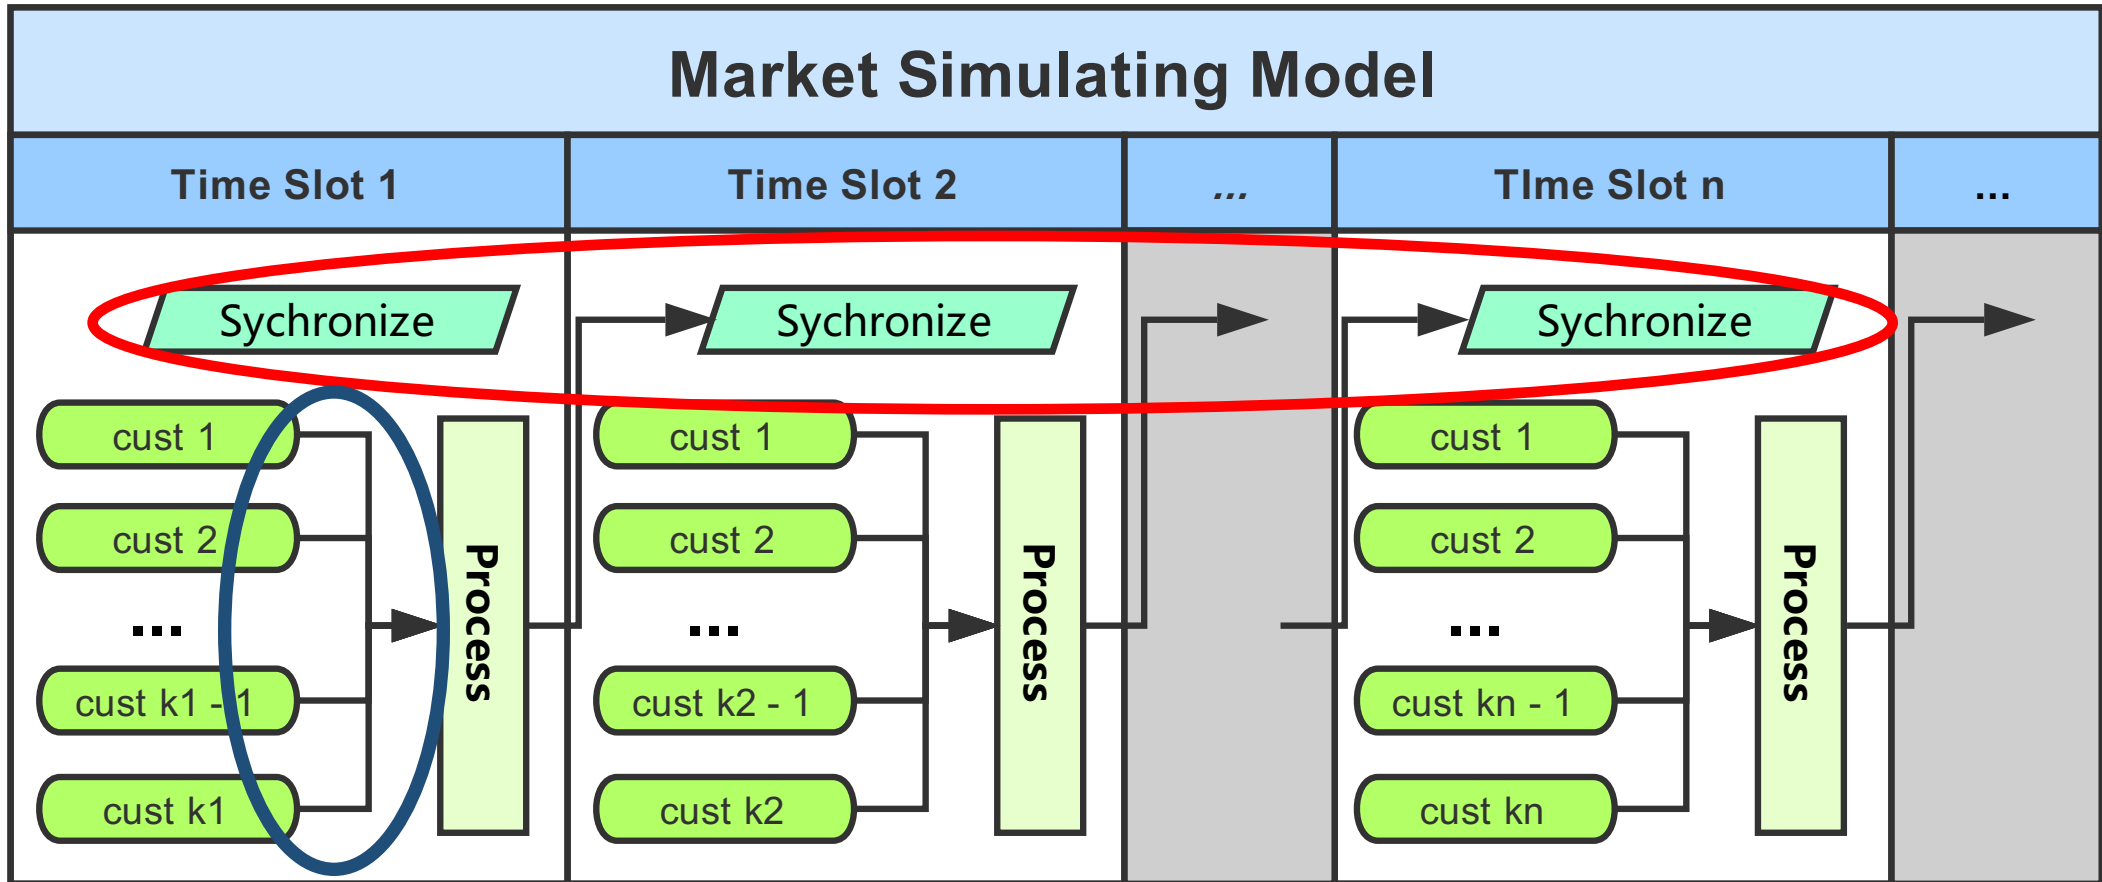 Market Simulating Model
Time Slot 1
Time Slot 2
...
TIme Slot n
...
Sychronize
Sychronize
Sychronize
cust 1
cust 2
...
cust k1 - 1
cust k1
Process
cust 1
cust 2
...
cust k2 - 1
cust k2
Process
cust 1
cust 2
...
cust kn - 1
cust kn
Process